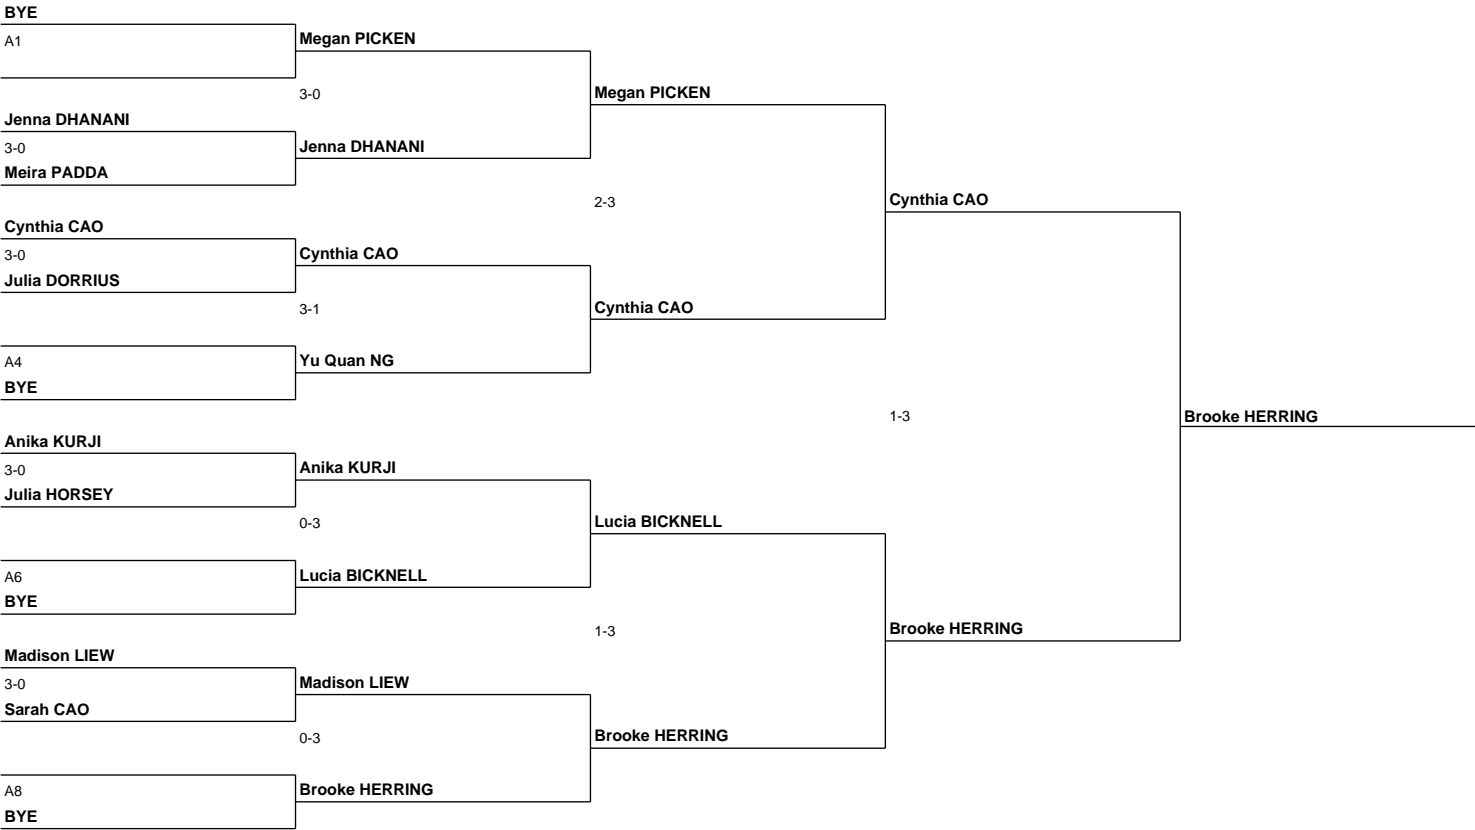 BYE
A1
Megan PICKEN
3-0
Megan PICKEN
Jenna DHANANI
3-0
Jenna DHANANI
Meira PADDA
2-3
Cynthia CAO
Cynthia CAO
3-0
Cynthia CAO
Julia DORRIUS
3-1
Cynthia CAO
A4
Yu Quan NG
BYE
1-3
Brooke HERRING
Anika KURJI
3-0
Anika KURJI
Julia HORSEY
0-3
Lucia BICKNELL
A6
Lucia BICKNELL
BYE
1-3
Brooke HERRING
Madison LIEW
3-0
Madison LIEW
Sarah CAO
0-3
Brooke HERRING
A8
Brooke HERRING
BYE